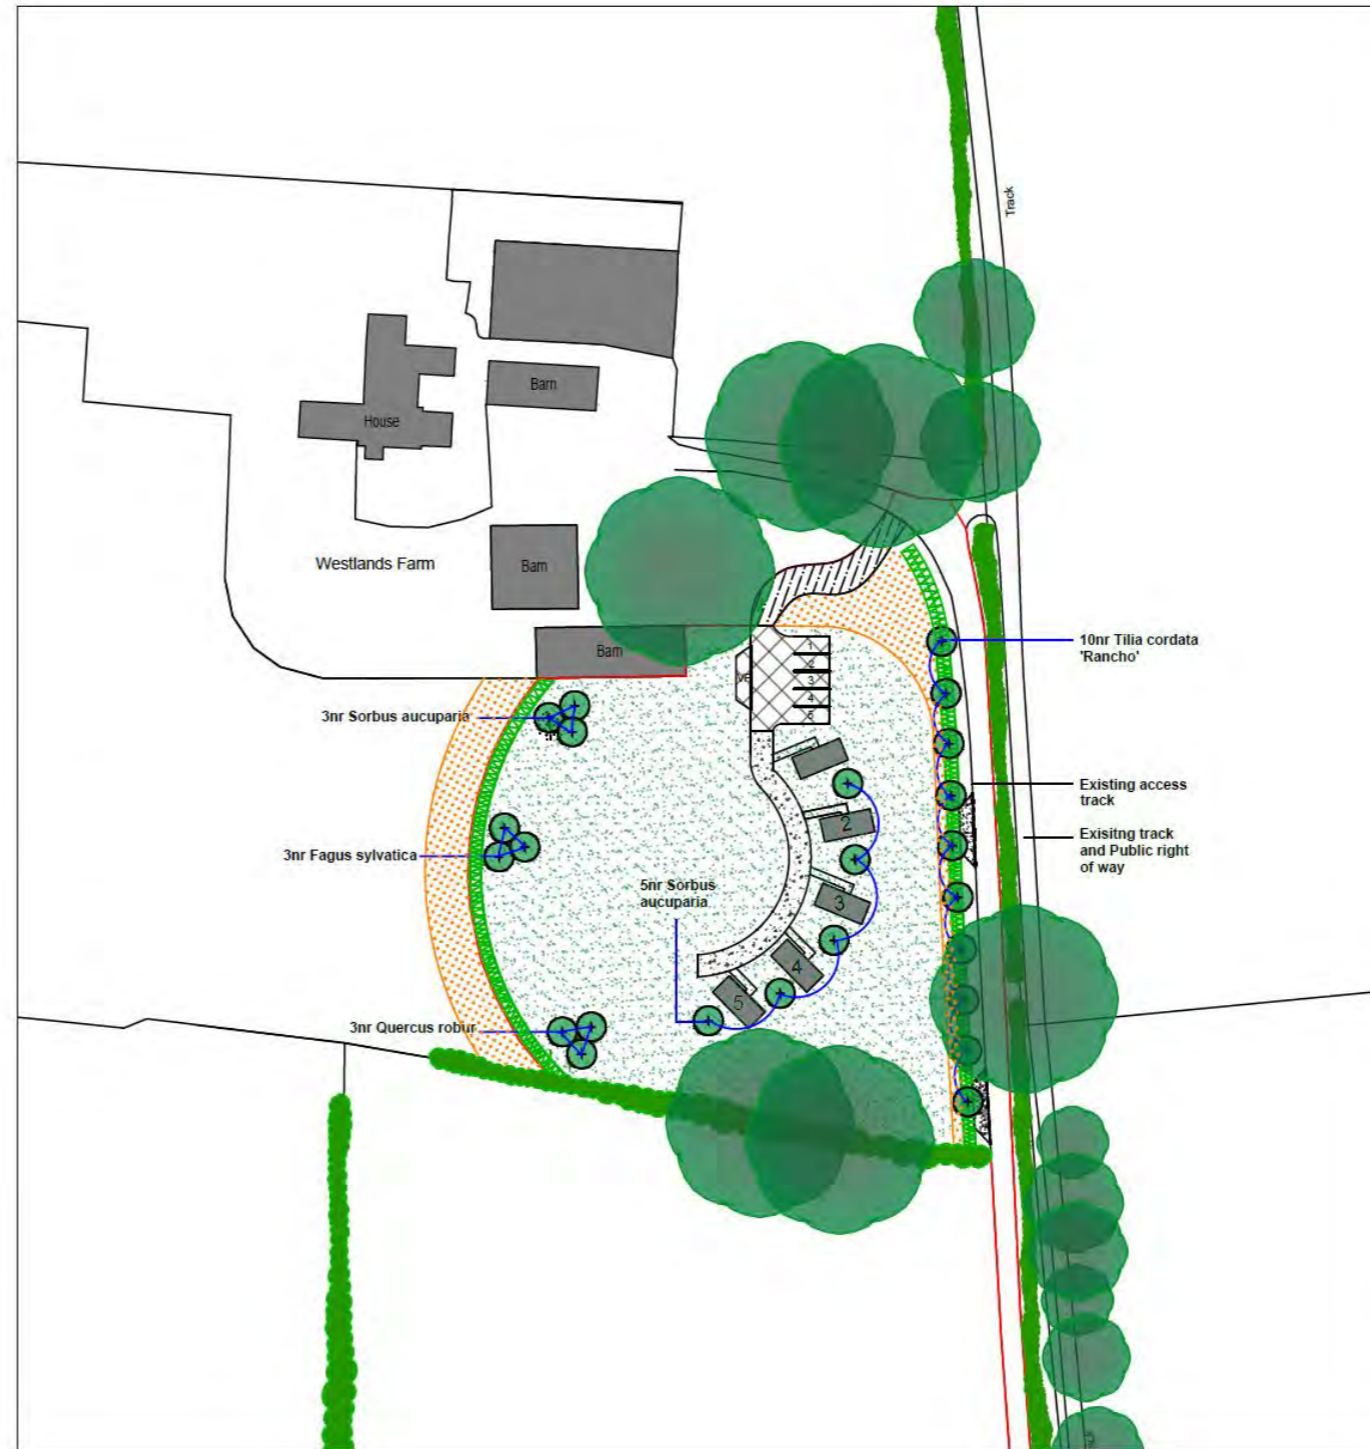 Track
Barn
House
Westlands Farm
Barn
Barn
10nr Tilia cordata
'Rancho'
1
2
3
4
5
3nr Sorbus aucuparia
Existing access
track
2
Exisitng track
and Public right
of way
3nr Fagus sylvatica
5nr Sorbus
aucuparia
3
4
5
3nr Quercus robur